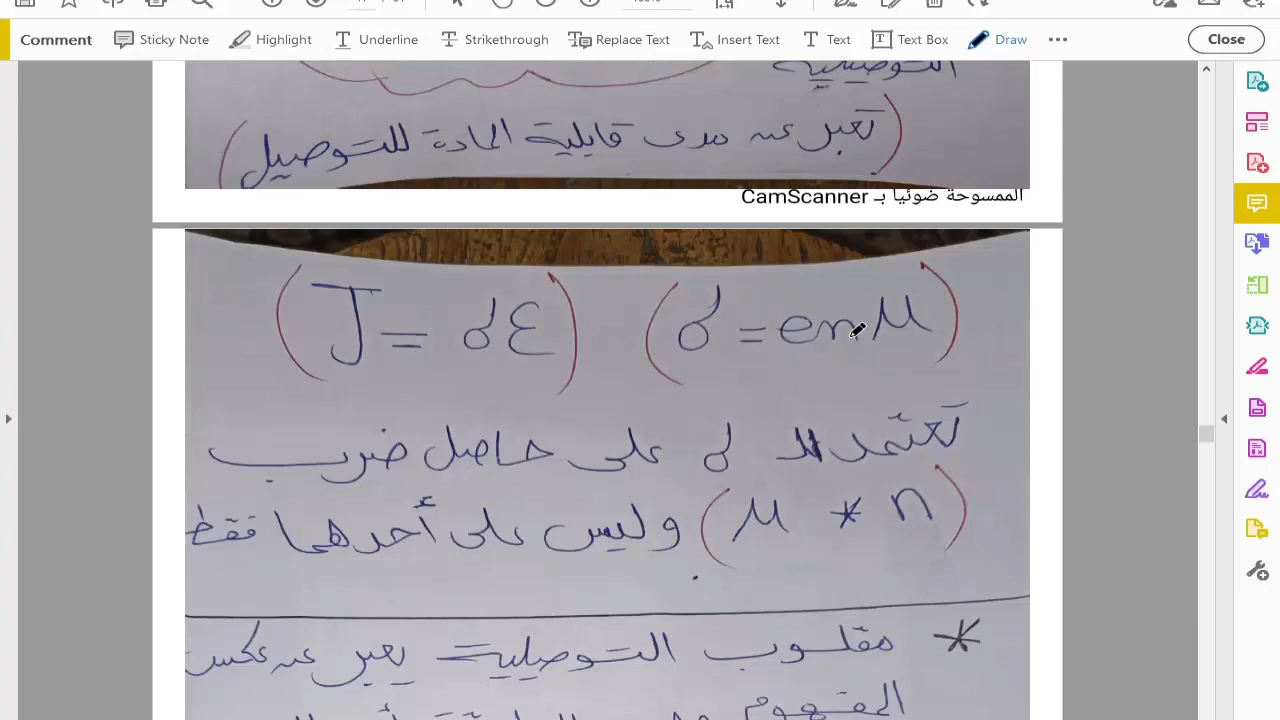 Comment Sticky Note Highlight Underline Strikethrough Replace Text Insert Text Text Text Box Draw Close
التوصيلية
(تعبر عن مدى قابلية المادة للتوصيل)
الممسوحة ضوئيا بـ CamScanner
(J = σƐ) (σ = enμ)
تعتمد الـ σ على حاصل ضرب
(μ * n) وليس على أحدهما فقط
* مقلوب التوصيلية يعبر عن عكس
المفهوم